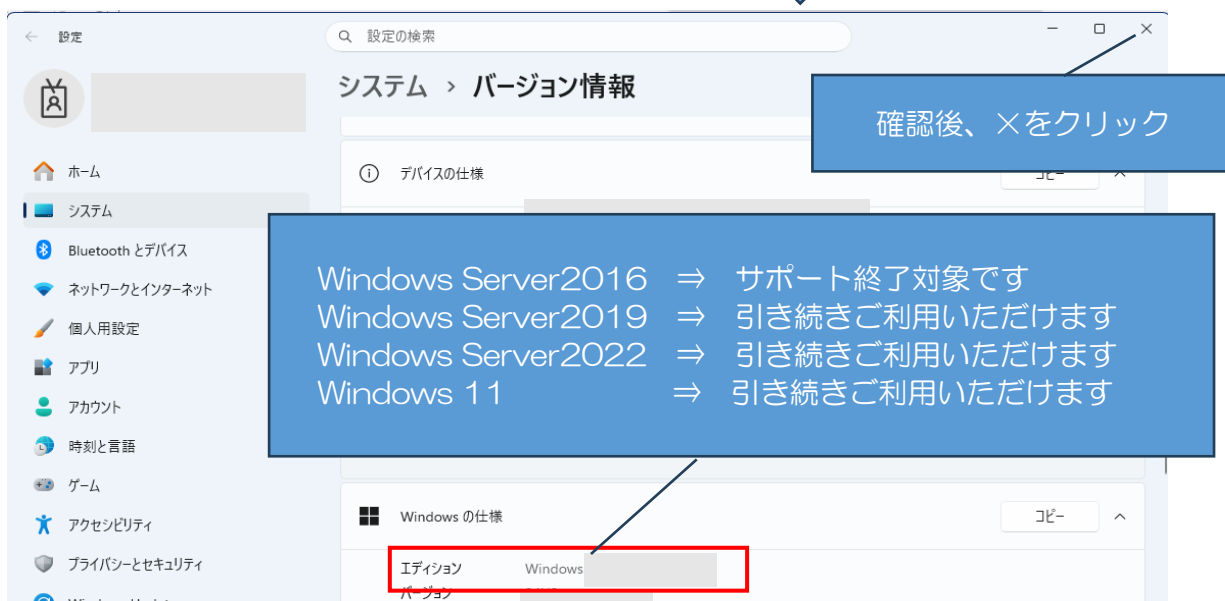 設定
設定の検索
システム > バージョン情報
確認後、×をクリック
デバイスの仕様
コピー
ホーム
システム
Bluetooth とデバイス
ネットワークとインターネット
個人用設定
アプリ
アカウント
時刻と言語
ゲーム
アクセシビリティ
プライバシーとセキュリティ
Windows Server2016 ⇒ サポート終了対象です
Windows Server2019 ⇒ 引き続きご利用いただけます
Windows Server2022 ⇒ 引き続きご利用いただけます
Windows 11 ⇒ 引き続きご利用いただけます
Windows の仕様
コピー
エディション Windows
バージョン